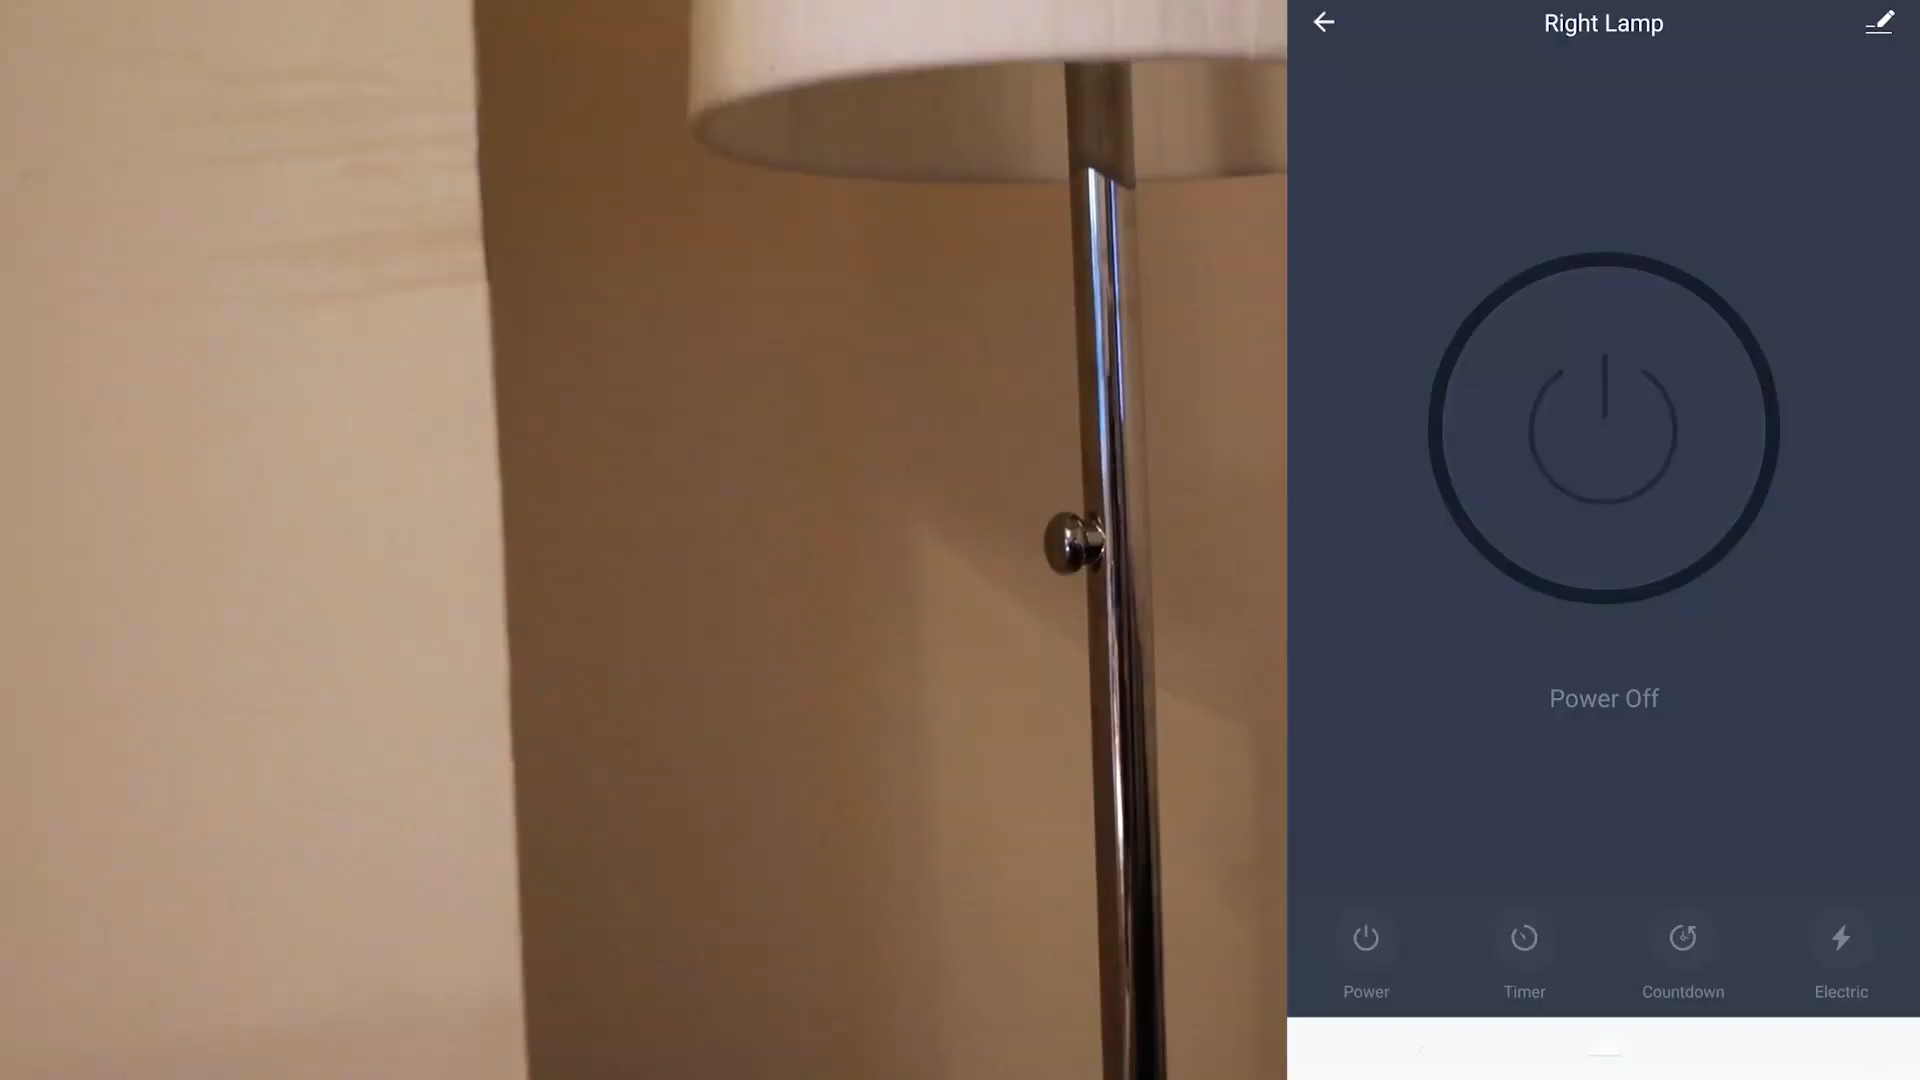 Right Lamp
Power Off
Power
Timer
Countdown
Electric